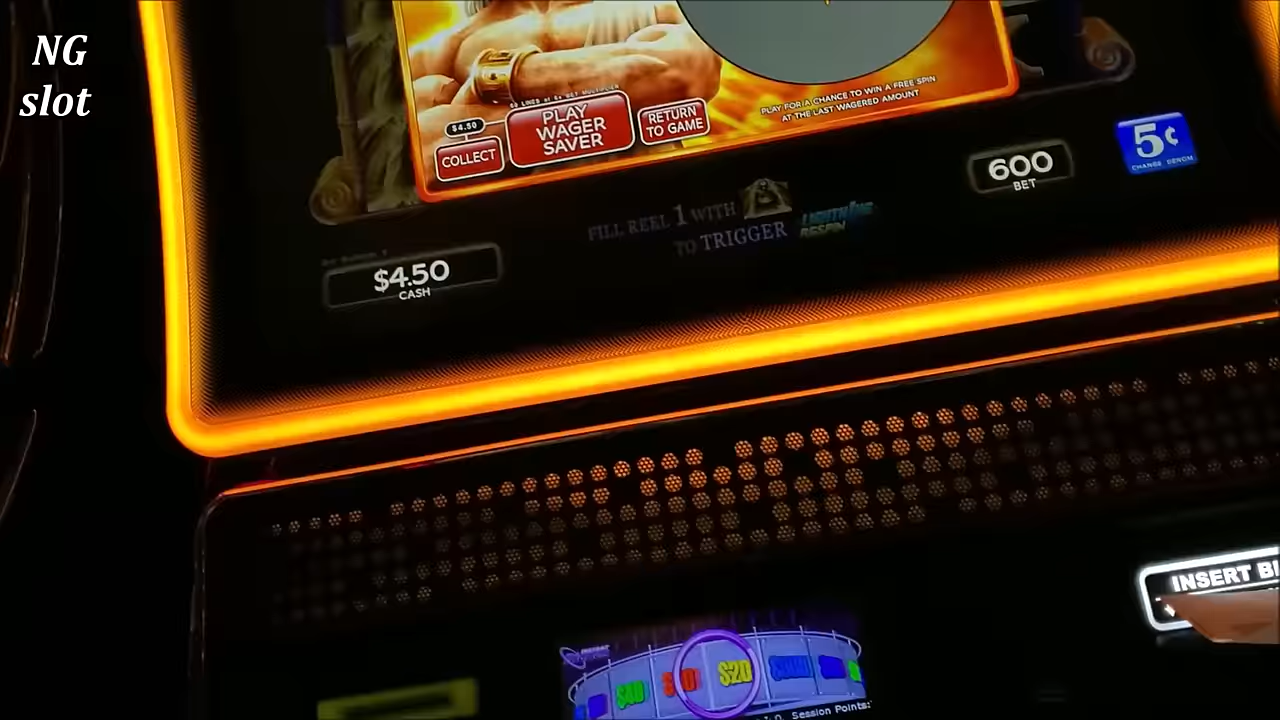 NG
slot
PLAY FOR A CHANCE TO WIN A FREE SPIN
AT THE LAST WAGERED AMOUNT
$4.50
COLLECT
PLAY
WAGER
SAVER
RETURN
TO GAME
600
BET
5¢
CHANGE DENOM
FILL REEL 1 WITH
TO TRIGGER
LIGHTNING
RESPIN
$4.50
CASH
INSERT
$40
$20
Session Points: